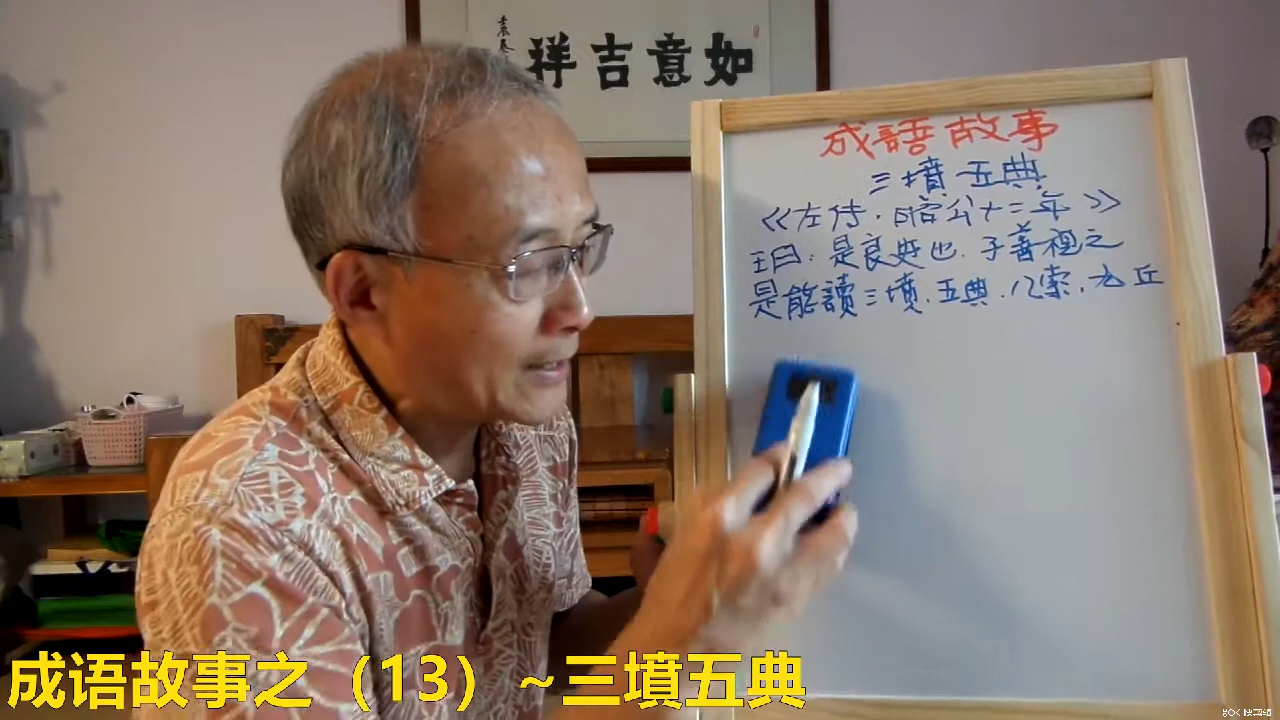 如意吉祥
成語故事
三墳五典
《左传．昭公十二年》
王曰：是良史也．子善視之
是能讀三墳．五典．八索．九丘
成语故事之（13）~三墳五典